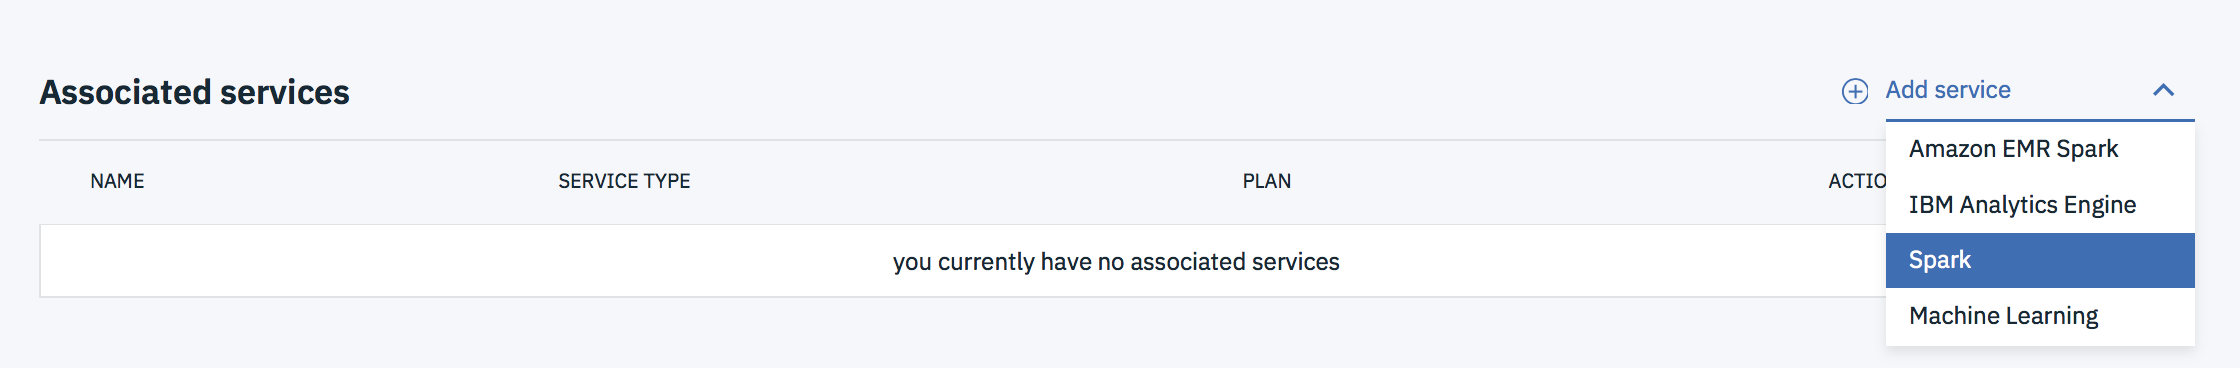 Associated services
Add service
NAME SERVICE TYPE PLAN ACTIO
you currently have no associated services
Amazon EMR Spark
IBM Analytics Engine
Spark
Machine Learning